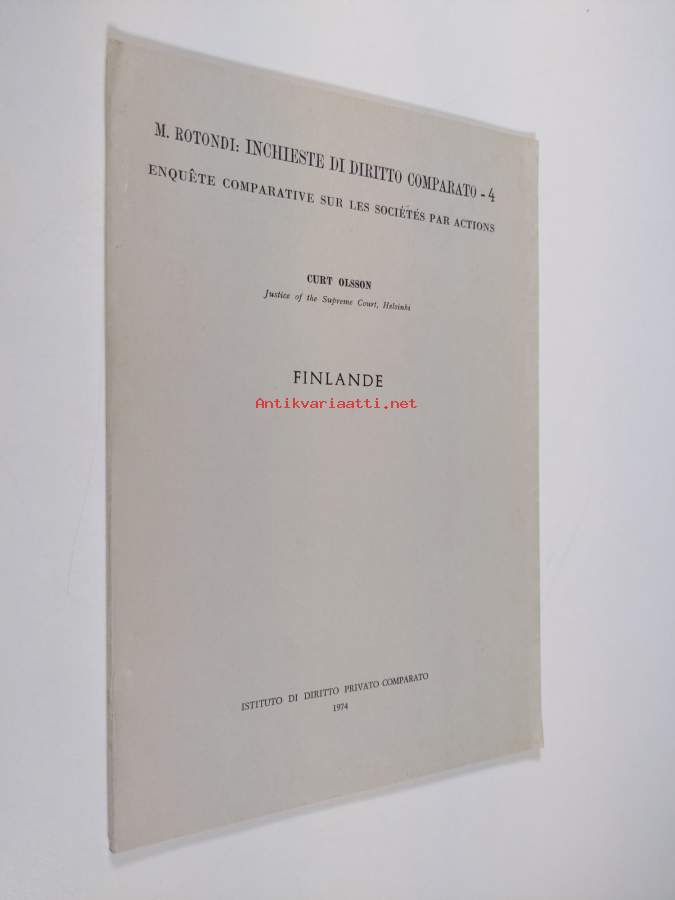 M. ROTONDI: INCHIESTE DI DIRITTO COMPARATO - 4
ENQUÊTE COMPARATIVE SUR LES SOCIÉTÉS PAR ACTIONS
CURT OLSSON
Justice of the Supreme Court, Helsinki
FINLANDE
Antikvariaatti.net
ISTITUTO DI DIRITTO PRIVATO COMPARATO
1974